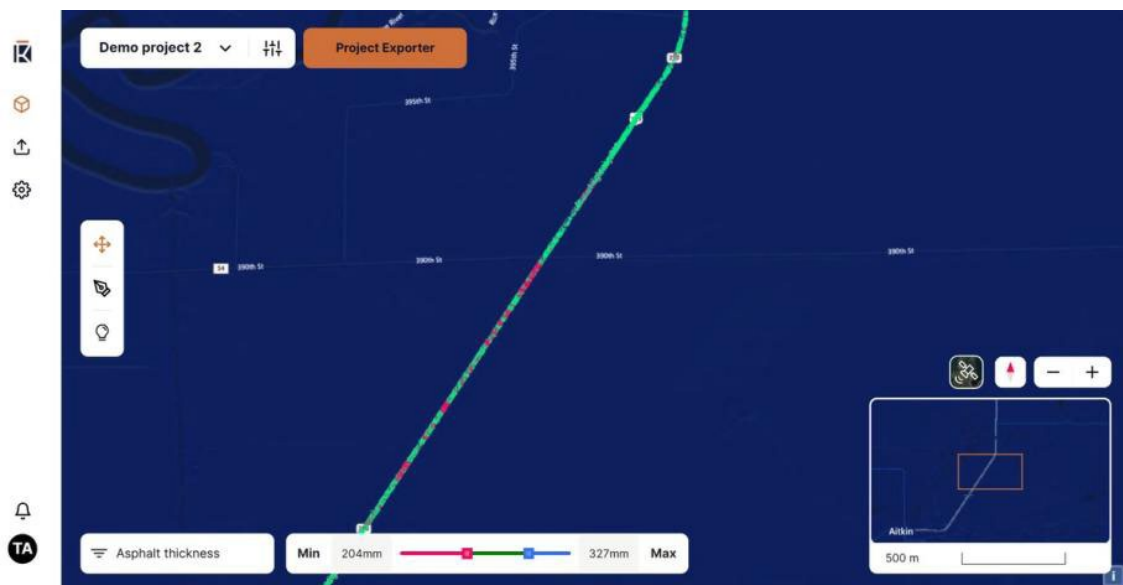 Demo project 2
Project Exporter
River
395th St
395th St
54
390th St
390th St
390th St
390th St
Aitkin
500 m
TA
Asphalt thickness
Min
204mm
327mm
Max
i